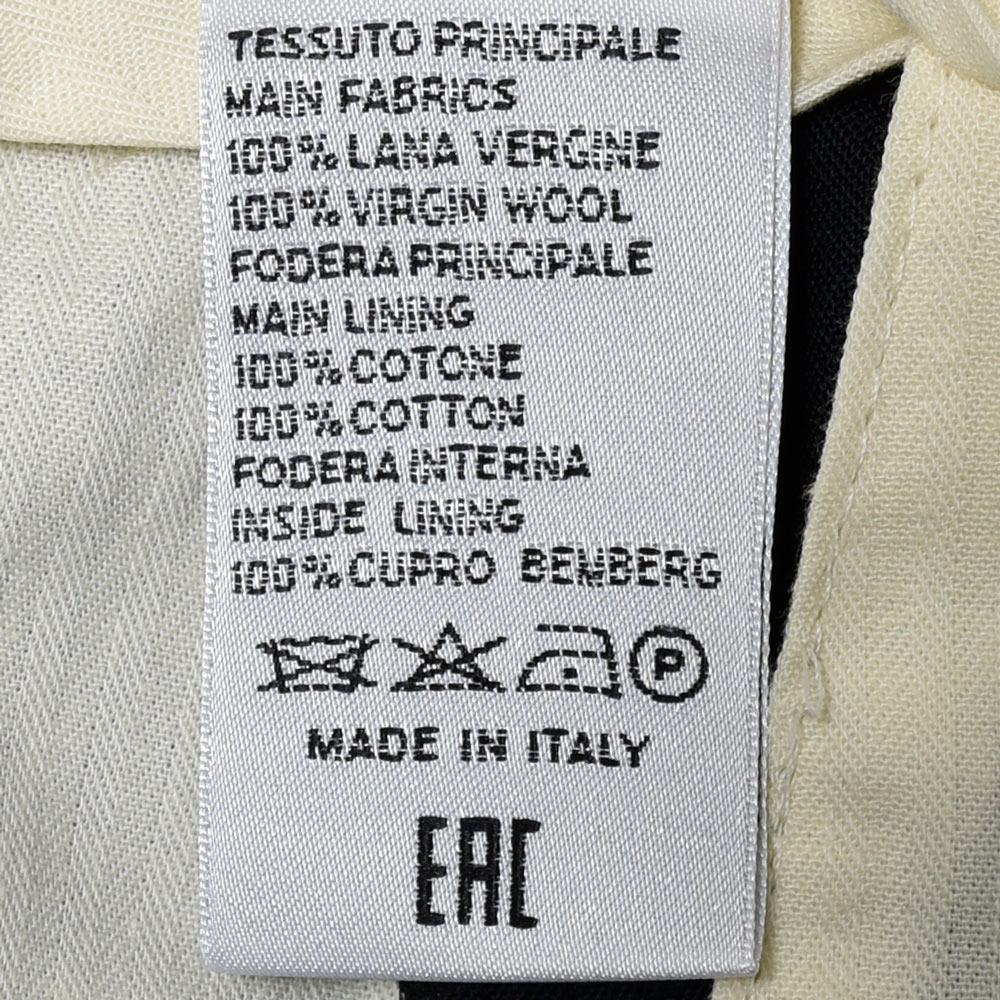 TESSUTO PRINCIPALE
MAIN FABRICS
100% LANA VERGINE
100% VIRGIN WOOL
FODERA PRINCIPALE
MAIN LINING
100% COTONE
100% COTTON
FODERA INTERNA
INSIDE LINING
100% CUPRO BEMBERG
P
MADE IN ITALY
EAC